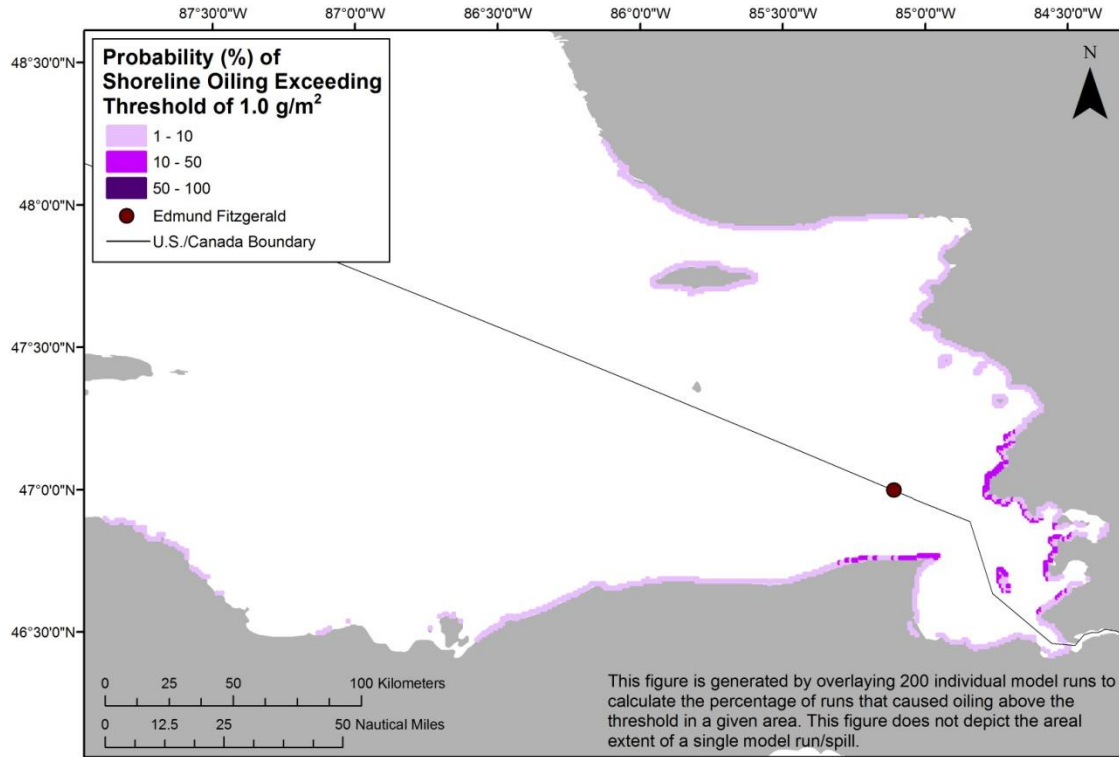 87°30'0"W 87°0'0"W 86°30'0"W 86°0'0"W 85°30'0"W 85°0'0"W 84°30'0"W
48°30'0"N
48°0'0"N
47°30'0"N
47°0'0"N
46°30'0"N
Probability (%) of
Shoreline Oiling Exceeding
Threshold of 1.0 g/m²
1 - 10
10 - 50
50 - 100
Edmund Fitzgerald
U.S./Canada Boundary
N
0 25 50 100 Kilometers
0 12.5 25 50 Nautical Miles
This figure is generated by overlaying 200 individual model runs to
calculate the percentage of runs that caused oiling above the
threshold in a given area. This figure does not depict the areal
extent of a single model run/spill.